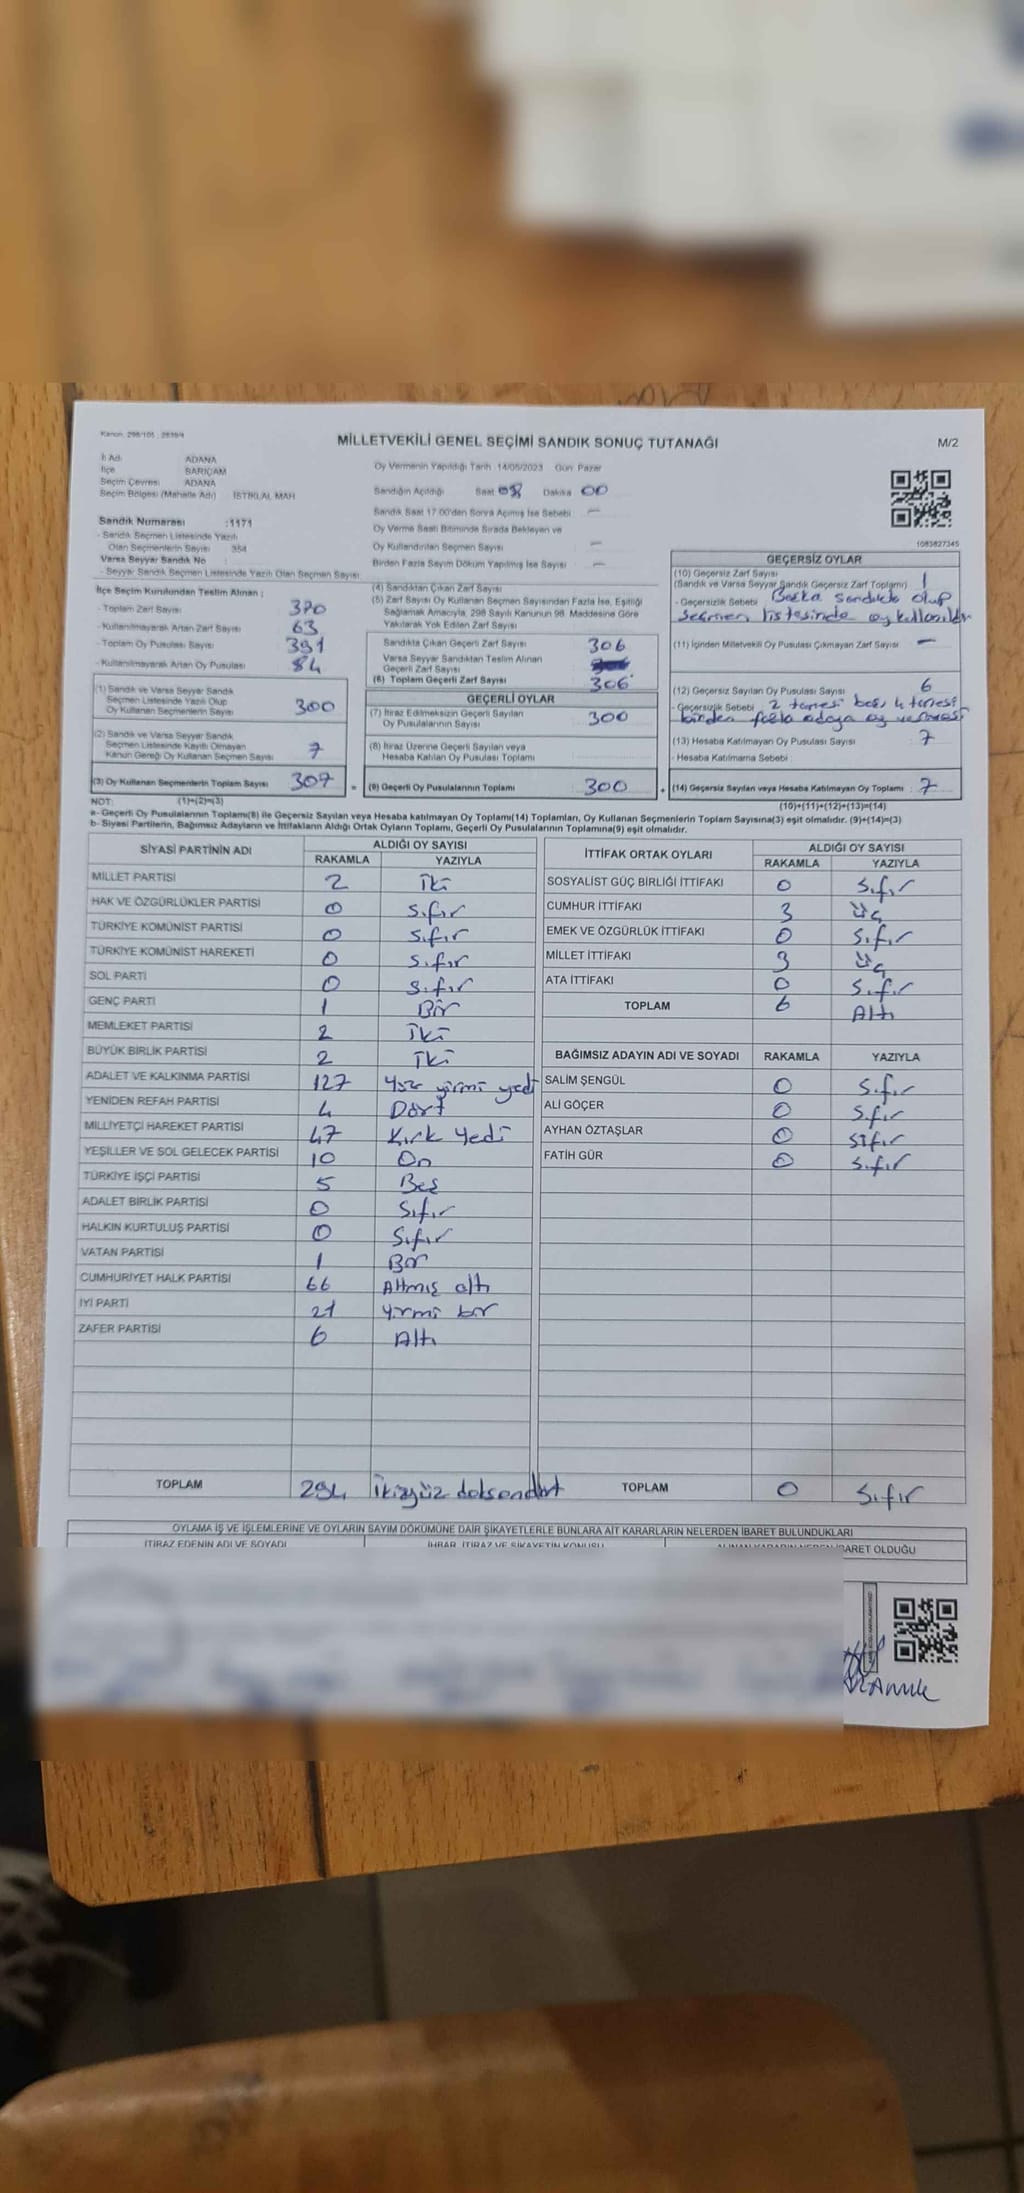 Kanun: 298/105 - 2839/4
MİLLETVEKİLİ GENEL SEÇİMİ SANDIK SONUÇ TUTANAĞI
M/2
İl Adı ADANA
İlçe SARIÇAM
Seçim Çevresi ADANA
Seçim Bölgesi (Mahalle Adı) İSTİKLAL MAH
Oy Vermenin Yapıldığı Tarih 14/05/2023 Gün Pazar
Sandığın Açıldığı Saat 08 Dakika 00
Sandık Saat 17.00'den Sonra Açılmış İse Sebebi —
Oy Verme Saati Bitiminde Sırada Bekleyen ve
Oy Kullandırılan Seçmen Sayısı —
Birden Fazla Sayım Döküm Yapılmış İse Sayısı —
1083827345
Sandık Numarası :1171
- Sandık Seçmen Listesinde Yazılı
Olan Seçmenlerin Sayısı 354
Varsa Seyyar Sandık No :
- Seyyar Sandık Seçmen Listesinde Yazılı Olan Seçmen Sayısı:
İlçe Seçim Kurulundan Teslim Alınan ;
- Toplam Zarf Sayısı 370
- Kullanılmayarak Artan Zarf Sayısı 63
- Toplam Oy Pusulası Sayısı 391
- Kullanılmayarak Artan Oy Pusulası 84
(1) Sandık ve Varsa Seyyar Sandık
Seçmen Listesinde Yazılı Olup
Oy Kullanan Seçmenlerin Sayısı 300
(2) Sandık ve Varsa Seyyar Sandık
Seçmen Listesinde Kayıtlı Olmayan
Kanun Gereği Oy Kullanan Seçmen Sayısı 7
(3) Oy Kullanan Seçmenlerin Toplam Sayısı 307
(4) Sandıktan Çıkan Zarf Sayısı
(5) Zarf Sayısı Oy Kullanan Seçmen Sayısından Fazla İse, Eşitliği
Sağlamak Amacıyla, 298 Sayılı Kanunun 98. Maddesine Göre
Yakılarak Yok Edilen Zarf Sayısı
Sandıkta Çıkan Geçerli Zarf Sayısı 306
Varsa Seyyar Sandıktan Teslim Alınan
Geçerli Zarf Sayısı
(6) Toplam Geçerli Zarf Sayısı 306
GEÇERLİ OYLAR
(7) İtiraz Edilmeksizin Geçerli Sayılan
Oy Pusulalarının Sayısı 300
(8) İtiraz Üzerine Geçerli Sayılan veya
Hesaba Katılan Oy Pusulası Toplamı
= (9) Geçerli Oy Pusulalarının Toplamı 300
GEÇERSİZ OYLAR
(10) Geçersiz Zarf Sayısı
(Sandık ve Varsa Seyyar Sandık Geçersiz Zarf Toplamı) 1
- Geçersizlik Sebebi Başka sandıkta olup
seçmen listesinde oy kullanıldı
(11) İçinden Milletvekili Oy Pusulası Çıkmayan Zarf Sayısı —
(12) Geçersiz Sayılan Oy Pusulası Sayısı 6
- Geçersizlik Sebebi 2 tanesi boş 4 tanesi
birden fazla adaya oy vermesi
(13) Hesaba Katılmayan Oy Pusulası Sayısı 7
- Hesaba Katılmama Sebebi :
+ (14) Geçersiz Sayılan veya Hesaba Katılmayan Oy Toplamı : 7
NOT: (1)+(2)=(3)
(10)+(11)+(12)+(13)=(14)
a- Geçerli Oy Pusulalarının Toplamı(8) ile Geçersiz Sayılan veya Hesaba katılmayan Oy Toplamı(14) Toplamları, Oy Kullanan Seçmenlerin Toplam Sayısına(3) eşit olmalıdır. (9)+(14)=(3)
b- Siyasi Partilerin, Bağımsız Adayların ve İttifakların Aldığı Ortak Oyların Toplamı, Geçerli Oy Pusulalarının Toplamına(9) eşit olmalıdır.
SİYASİ PARTİNİN ADI ALDIĞI OY SAYISI
RAKAMLA YAZIYLA
MİLLET PARTİSİ 2 İki
HAK VE ÖZGÜRLÜKLER PARTİSİ 0 Sıfır
TÜRKİYE KOMÜNİST PARTİSİ 0 Sıfır
TÜRKİYE KOMÜNİST HAREKETİ 0 Sıfır
SOL PARTİ 0 Sıfır
GENÇ PARTİ 1 Bir
MEMLEKET PARTİSİ 2 İki
BÜYÜK BİRLİK PARTİSİ 2 İki
ADALET VE KALKINMA PARTİSİ 127 Yüz yirmi yedi
YENİDEN REFAH PARTİSİ 4 Dört
MİLLİYETÇİ HAREKET PARTİSİ 47 Kırk Yedi
YEŞİLLER VE SOL GELECEK PARTİSİ 10 On
TÜRKİYE İŞÇİ PARTİSİ 5 Beş
ADALET BİRLİK PARTİSİ 0 Sıfır
HALKIN KURTULUŞ PARTİSİ 0 Sıfır
VATAN PARTİSİ 1 Bir
CUMHURİYET HALK PARTİSİ 66 Altmış altı
İYİ PARTİ 21 Yirmi bir
ZAFER PARTİSİ 6 Altı
TOPLAM 294 İkiyüz doksandört
İTTİFAK ORTAK OYLARI ALDIĞI OY SAYISI
RAKAMLA YAZIYLA
SOSYALİST GÜÇ BİRLİĞİ İTTİFAKI 0 Sıfır
CUMHUR İTTİFAKI 3 Üç
EMEK VE ÖZGÜRLÜK İTTİFAKI 0 Sıfır
MİLLET İTTİFAKI 3 Üç
ATA İTTİFAKI 0 Sıfır
TOPLAM 6 Altı
BAĞIMSIZ ADAYIN ADI VE SOYADI RAKAMLA YAZIYLA
SALİM ŞENGÜL 0 Sıfır
ALİ GÖÇER 0 Sıfır
AYHAN ÖZTAŞLAR 0 Sıfır
FATİH GÜR 0 Sıfır
TOPLAM 0 Sıfır
OYLAMA İŞ VE İŞLEMLERİNE VE OYLARIN SAYIM DÖKÜMÜNE DAİR ŞİKAYETLERLE BUNLARA AİT KARARLARIN NELERDEN İBARET BULUNDUKLARI
İTİRAZ EDENİN ADI VE SOYADI İHBAR, İTİRAZ VE ŞİKAYETİN KONUSU ALINAN KARARIN NEDEN İBARET OLDUĞU